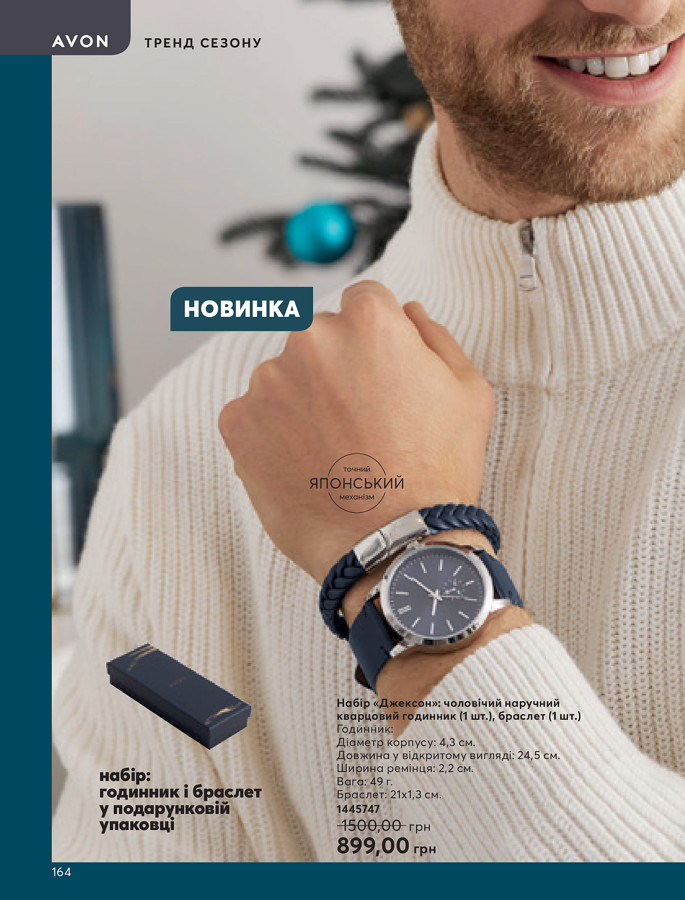 AVON
ТРЕНД СЕЗОНУ
НОВИНКА
точний
ЯПОНСЬКИЙ
механізм
Набір «Джексон»: чоловічий наручний
кварцовий годинник (1 шт.), браслет (1 шт.)
Годинник:
Діаметр корпусу: 4,3 см.
Довжина у відкритому вигляді: 24,5 см.
Ширина ремінця: 2,2 см.
Вага: 49 г.
Браслет: 21х1,3 см.
1445747
1500,00 грн
899,00 грн
набір:
годинник і браслет
у подарунковій
упаковці
164